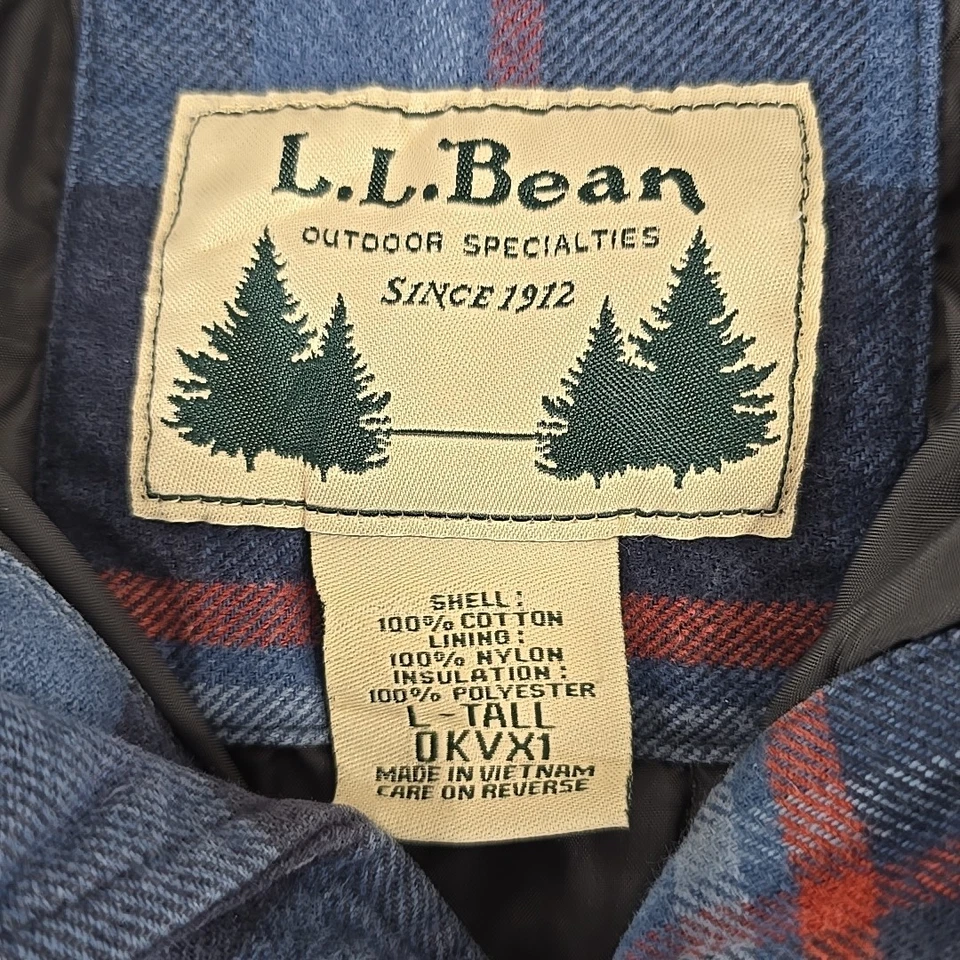 L.L.Bean
OUTDOOR SPECIALTIES
SINCE 1912
SHELL:
100% COTTON
LINING:
100% NYLON
INSULATION:
100% POLYESTER
L-TALL
0KVX1
MADE IN VIETNAM
CARE ON REVERSE